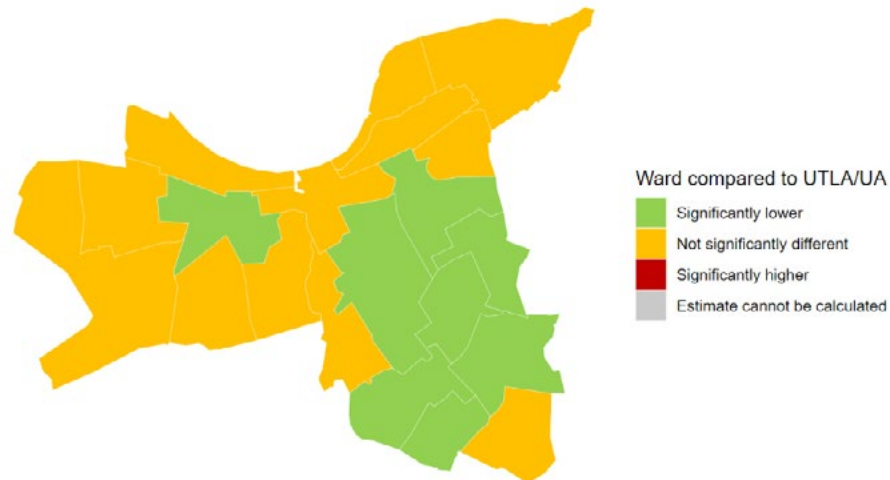 Ward compared to UTLA/UA
Significantly lower
Not significantly different
Significantly higher
Estimate cannot be calculated